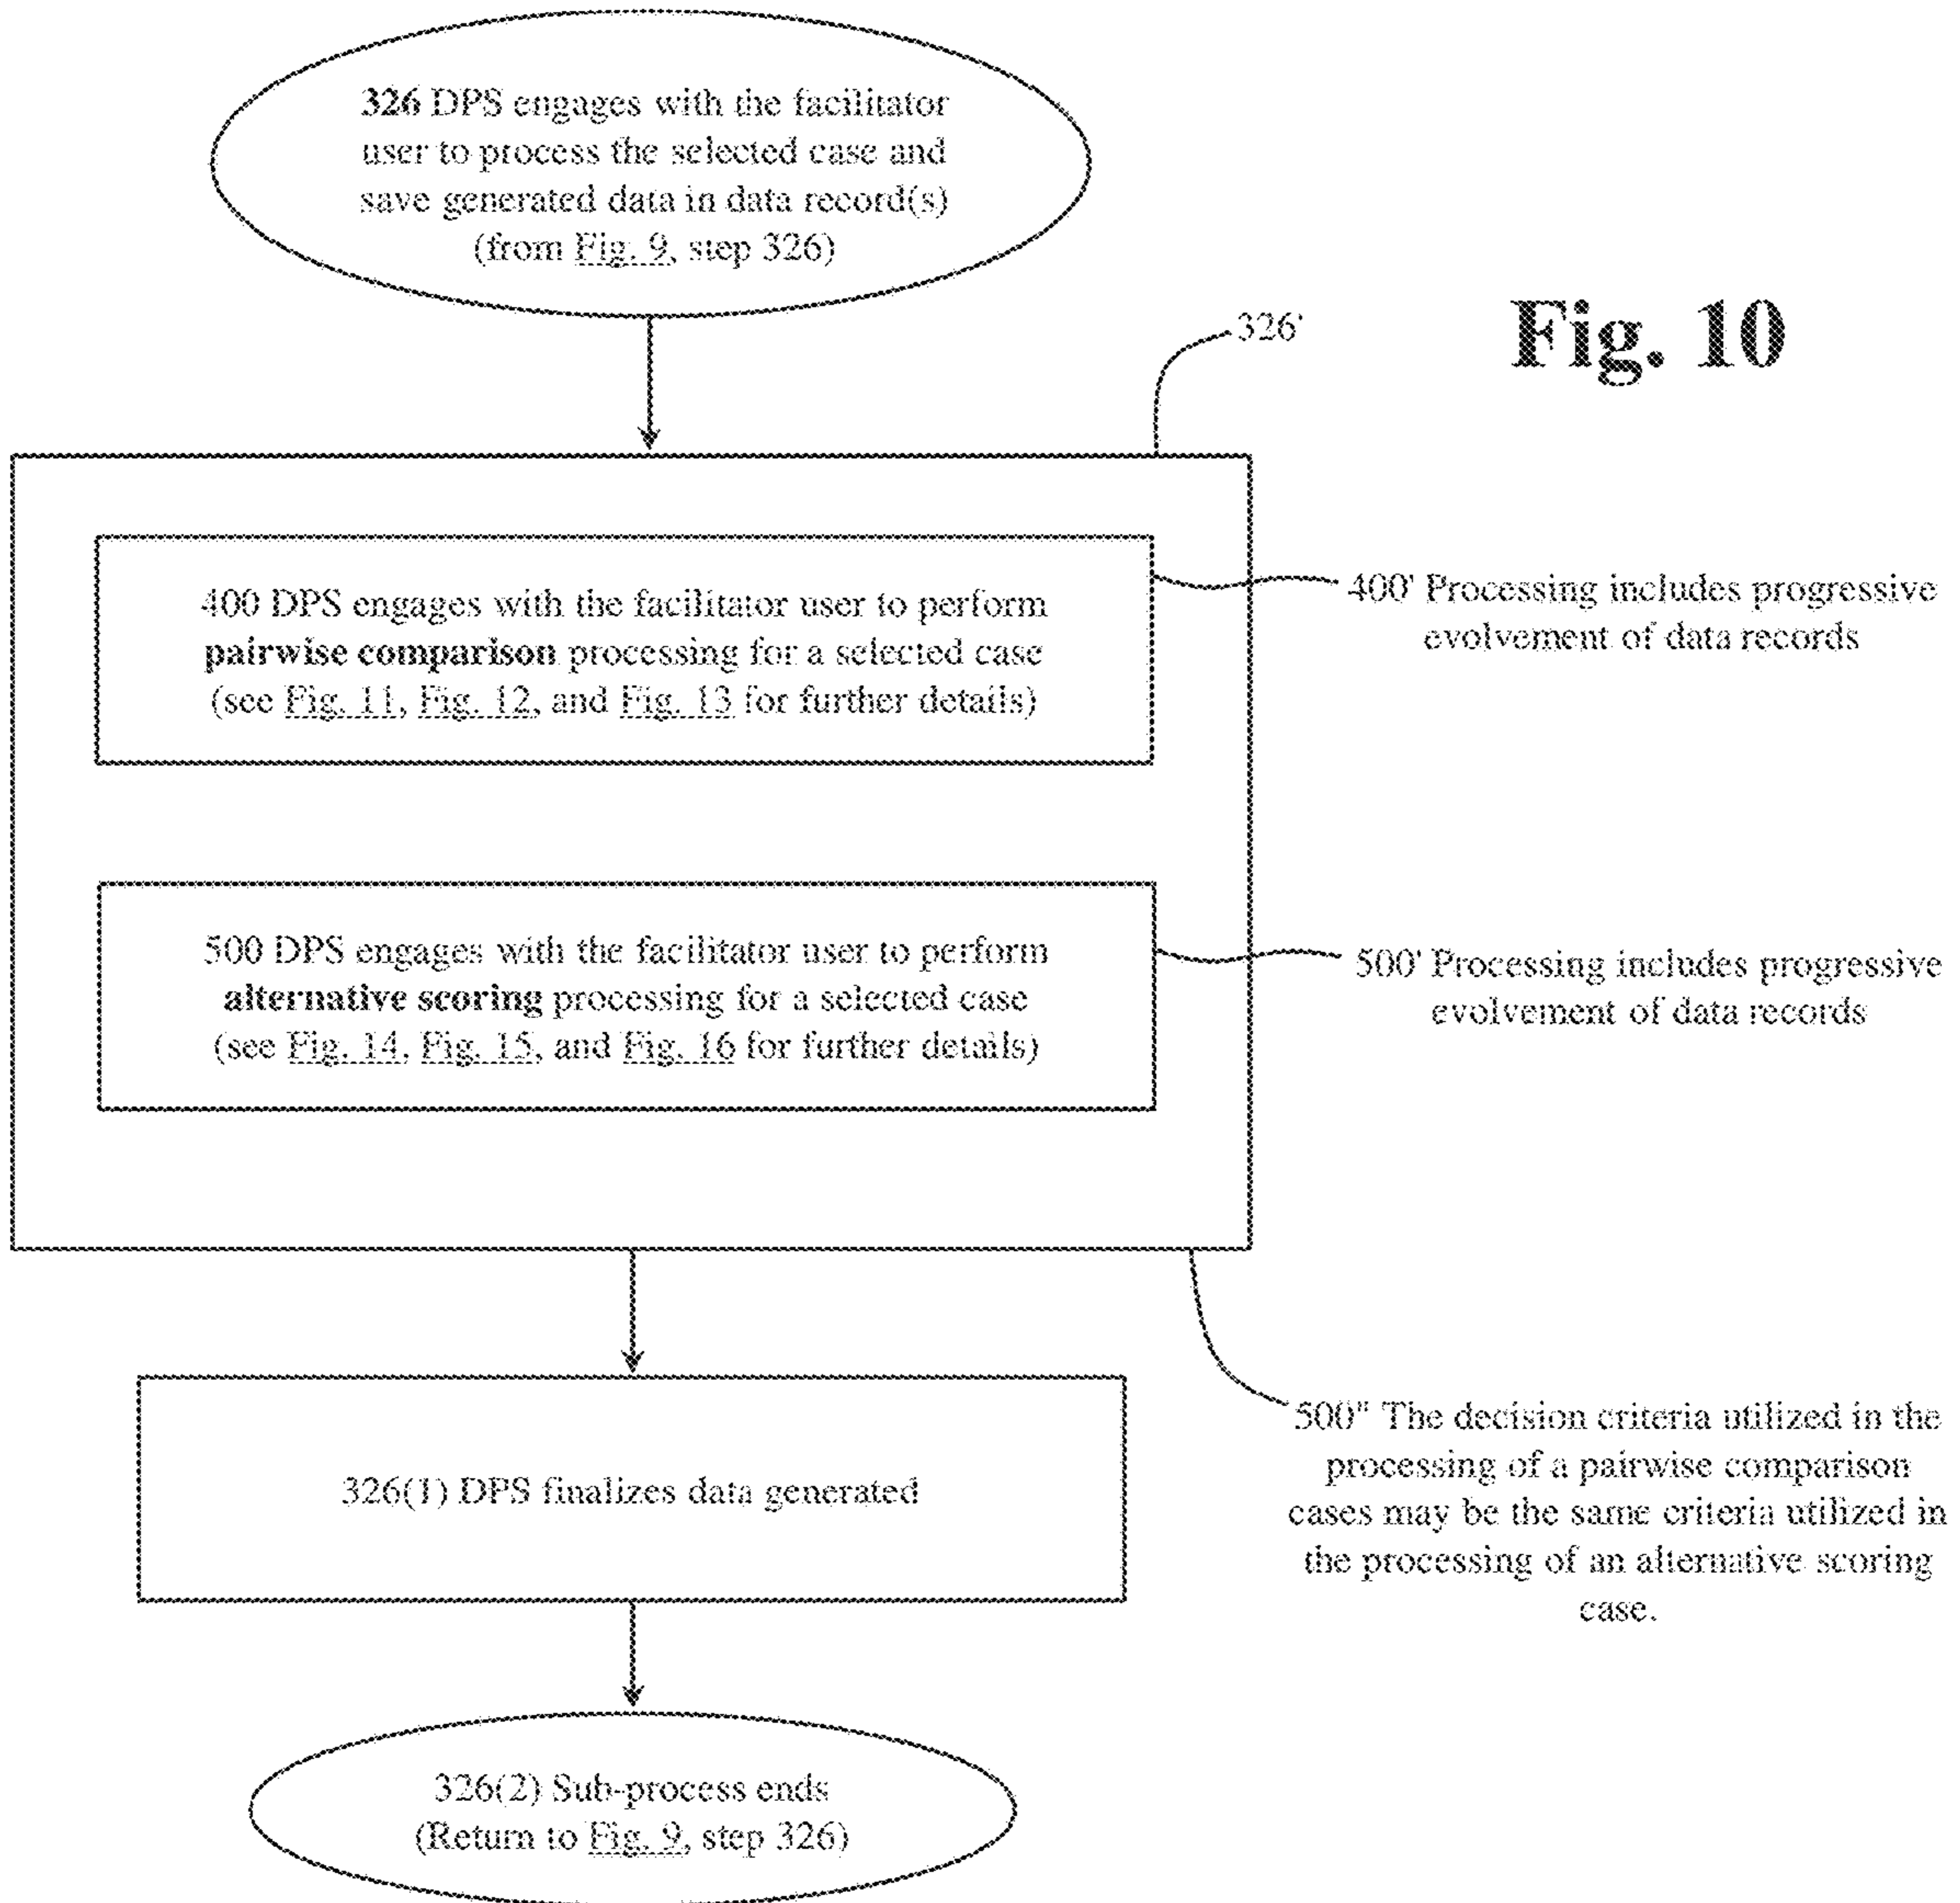 326 DPS engages with the facilitator
user to process the selected case and
save generated data in data record(s)
(from Fig. 9, step 326)
326'
Fig. 10
400 DPS engages with the facilitator user to perform
pairwise comparison processing for a selected case
(see Fig. 11, Fig. 12, and Fig. 13 for further details)
400' Processing includes progressive
evolvement of data records
500 DPS engages with the facilitator user to perform
alternative scoring processing for a selected case
(see Fig. 14, Fig. 15, and Fig. 16 for further details)
500' Processing includes progressive
evolvement of data records
500" The decision criteria utilized in the
processing of a pairwise comparison
cases may be the same criteria utilized in
the processing of an alternative scoring
case.
326(1) DPS finalizes data generated
326(2) Sub-process ends
(Return to Fig. 9, step 326)